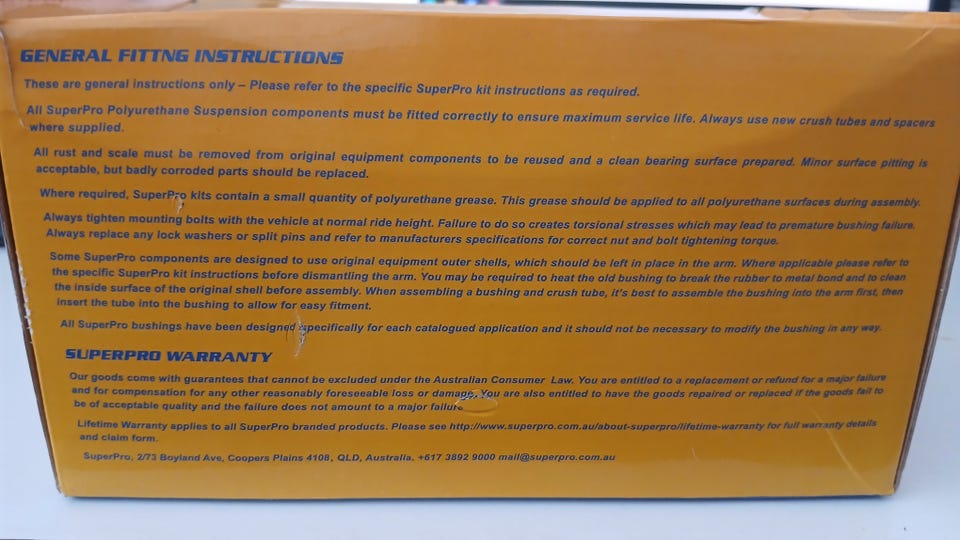 GENERAL FITTNG INSTRUCTIONS
These are general instructions only – Please refer to the specific SuperPro kit instructions as required.
All SuperPro Polyurethane Suspension components must be fitted correctly to ensure maximum service life. Always use new crush tubes and spacers
where supplied.
All rust and scale must be removed from original equipment components to be reused and a clean bearing surface prepared. Minor surface pitting is
acceptable, but badly corroded parts should be replaced.
Where required, SuperPro kits contain a small quantity of polyurethane grease. This grease should be applied to all polyurethane surfaces during assembly.
Always tighten mounting bolts with the vehicle at normal ride height. Failure to do so creates torsional stresses which may lead to premature bushing failure.
Always replace any lock washers or split pins and refer to manufacturers specifications for correct nut and bolt tightening torque.
Some SuperPro components are designed to use original equipment outer shells, which should be left in place in the arm. Where applicable please refer to
the specific SuperPro kit instructions before dismantling the arm. You may be required to heat the old bushing to break the rubber to metal bond and to clean
the inside surface of the original shell before assembly. When assembling a bushing and crush tube, it's best to assemble the bushing into the arm first, then
insert the tube into the bushing to allow for easy fitment.
All SuperPro bushings have been designed specifically for each catalogued application and it should not be necessary to modify the bushing in any way.
SUPERPRO WARRANTY
Our goods come with guarantees that cannot be excluded under the Australian Consumer Law. You are entitled to a replacement or refund for a major failure
and for compensation for any other reasonably foreseeable loss or damage. You are also entitled to have the goods repaired or replaced if the goods fail to
be of acceptable quality and the failure does not amount to a major failure.
Lifetime Warranty applies to all SuperPro branded products. Please see http://www.superpro.com.au/about-superpro/lifetime-warranty for full warranty details
and claim form.
SuperPro, 2/73 Boyland Ave, Coopers Plains 4108, QLD, Australia. +617 3892 9000 mail@superpro.com.au